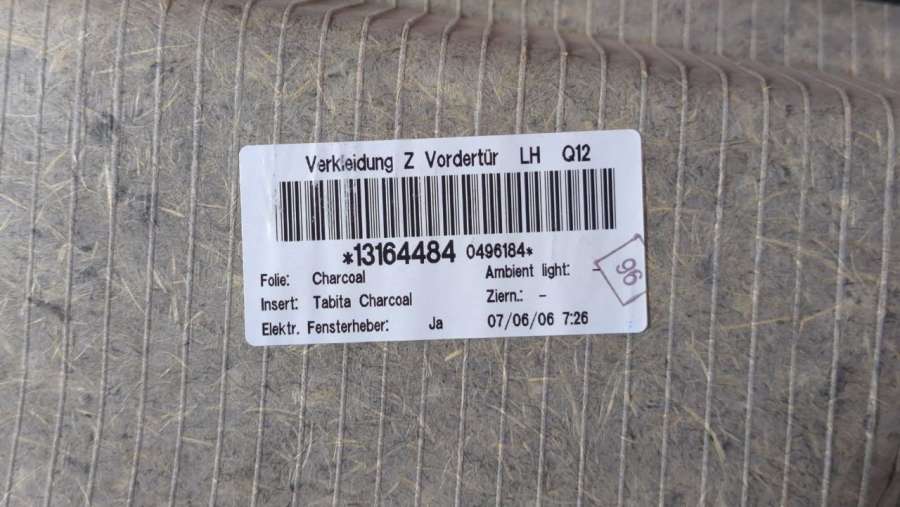 Verkleidung Z Vordertür LH Q12
*13164484 0496184*
Folie: Charcoal Ambient light: -
Insert: Tabita Charcoal Ziern.: -
Elektr. Fensterheber: Ja 07/06/06 7:26
96